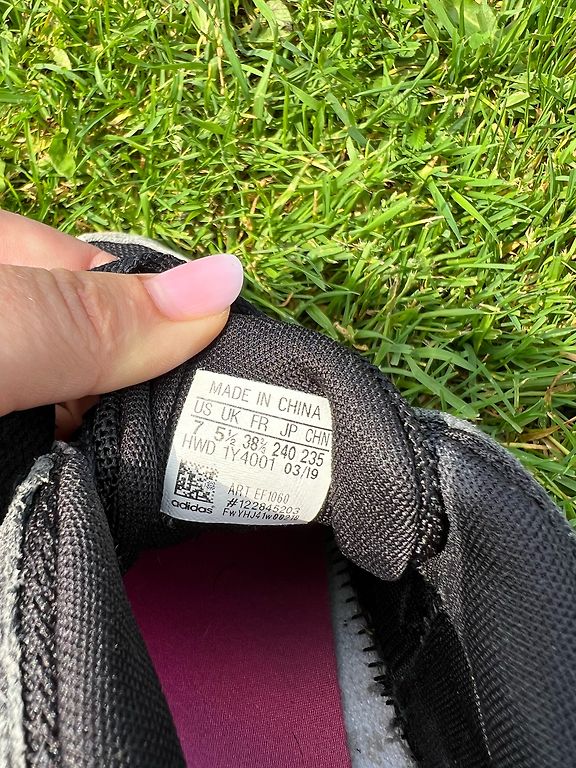 MADE IN CHINA
US UK FR JP CHN
7 5½ 38⅔ 240 235
HWD 1Y4001 03/19
ART EF1060
#122845203
adidas